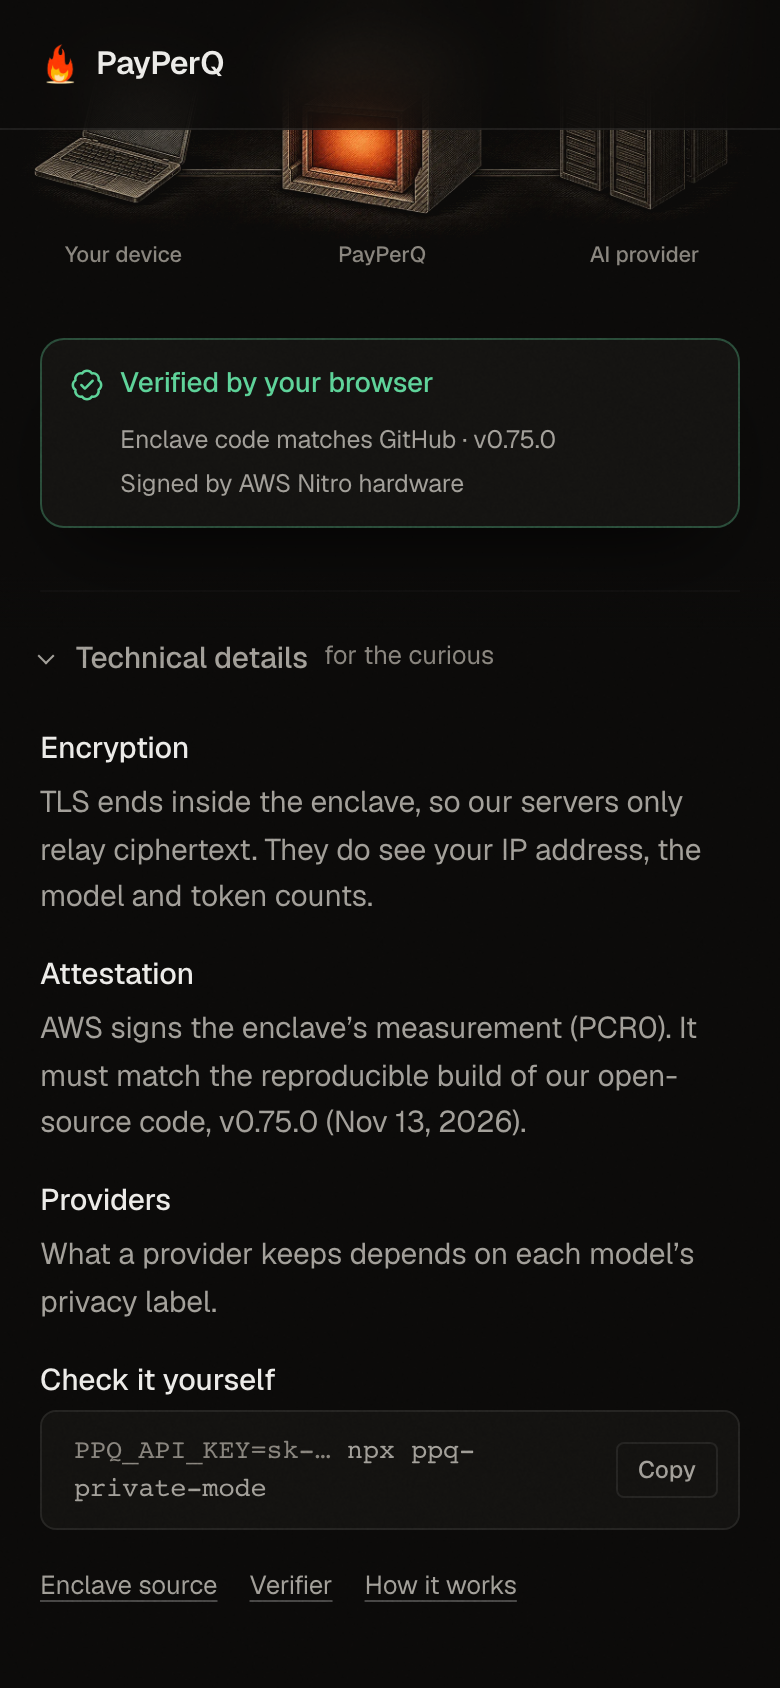 PayPerQ
Your device
PayPerQ
AI provider
Verified by your browser
Enclave code matches GitHub · v0.75.0
Signed by AWS Nitro hardware
Technical details for the curious
Encryption
TLS ends inside the enclave, so our servers only
relay ciphertext. They do see your IP address, the
model and token counts.
Attestation
AWS signs the enclave’s measurement (PCR0). It
must match the reproducible build of our open-
source code, v0.75.0 (Nov 13, 2026).
Providers
What a provider keeps depends on each model’s
privacy label.
Check it yourself
PPQ_API_KEY=sk-… npx ppq-
private-mode
Copy
Enclave source Verifier How it works